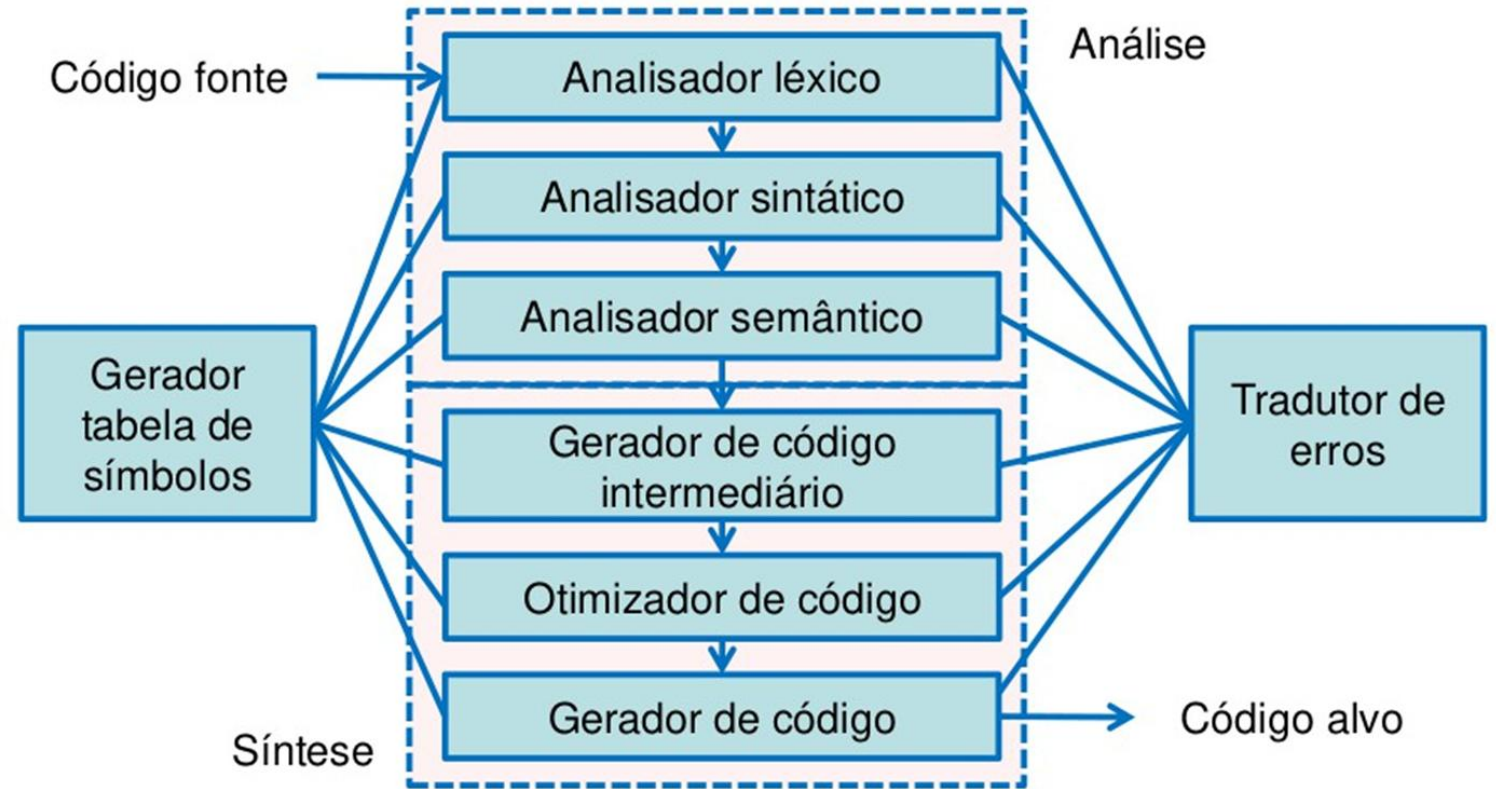 Análise
Código fonte
Analisador léxico
Analisador sintático
Analisador semântico
Gerador
tabela de
símbolos
Tradutor de
erros
Gerador de código
intermediário
Otimizador de código
Gerador de código
Código alvo
Síntese